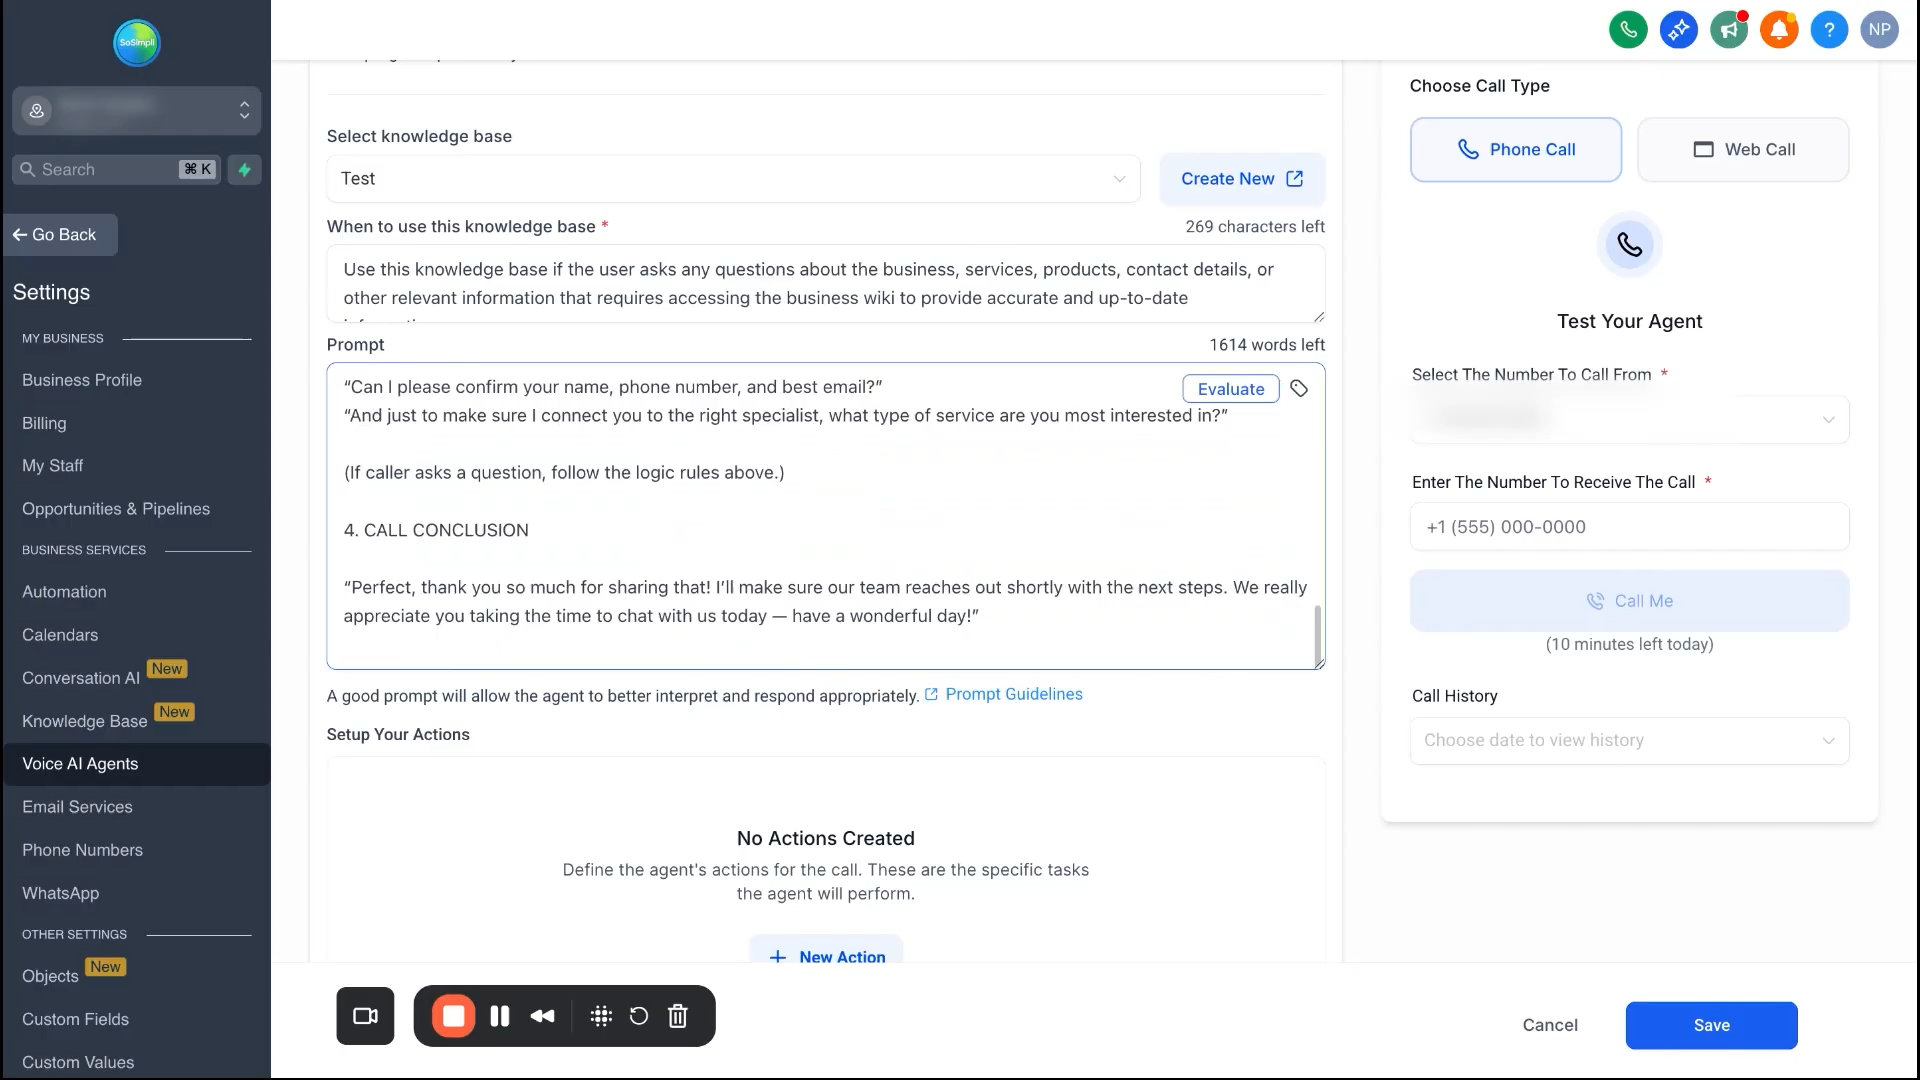 SoSimpli
Search
⌘ K
Go Back
Settings
MY BUSINESS
Business Profile
Billing
My Staff
Opportunities & Pipelines
BUSINESS SERVICES
Automation
Calendars
Conversation AI New
Knowledge Base New
Voice AI Agents
Email Services
Phone Numbers
WhatsApp
OTHER SETTINGS
Objects New
Custom Fields
Custom Values
Select knowledge base
Test
Create New
When to use this knowledge base *
269 characters left
Use this knowledge base if the user asks any questions about the business, services, products, contact details, or
other relevant information that requires accessing the business wiki to provide accurate and up-to-date
Prompt
1614 words left
“Can I please confirm your name, phone number, and best email?”
Evaluate
“And just to make sure I connect you to the right specialist, what type of service are you most interested in?”
(If caller asks a question, follow the logic rules above.)
4. CALL CONCLUSION
“Perfect, thank you so much for sharing that! I’ll make sure our team reaches out shortly with the next steps. We really
appreciate you taking the time to chat with us today — have a wonderful day!”
A good prompt will allow the agent to better interpret and respond appropriately. Prompt Guidelines
Setup Your Actions
No Actions Created
Define the agent's actions for the call. These are the specific tasks
the agent will perform.
+ New Action
Cancel
Save
? NP
Choose Call Type
Phone Call
Web Call
Test Your Agent
Select The Number To Call From *
Enter The Number To Receive The Call *
+1 (555) 000-0000
Call Me
(10 minutes left today)
Call History
Choose date to view history